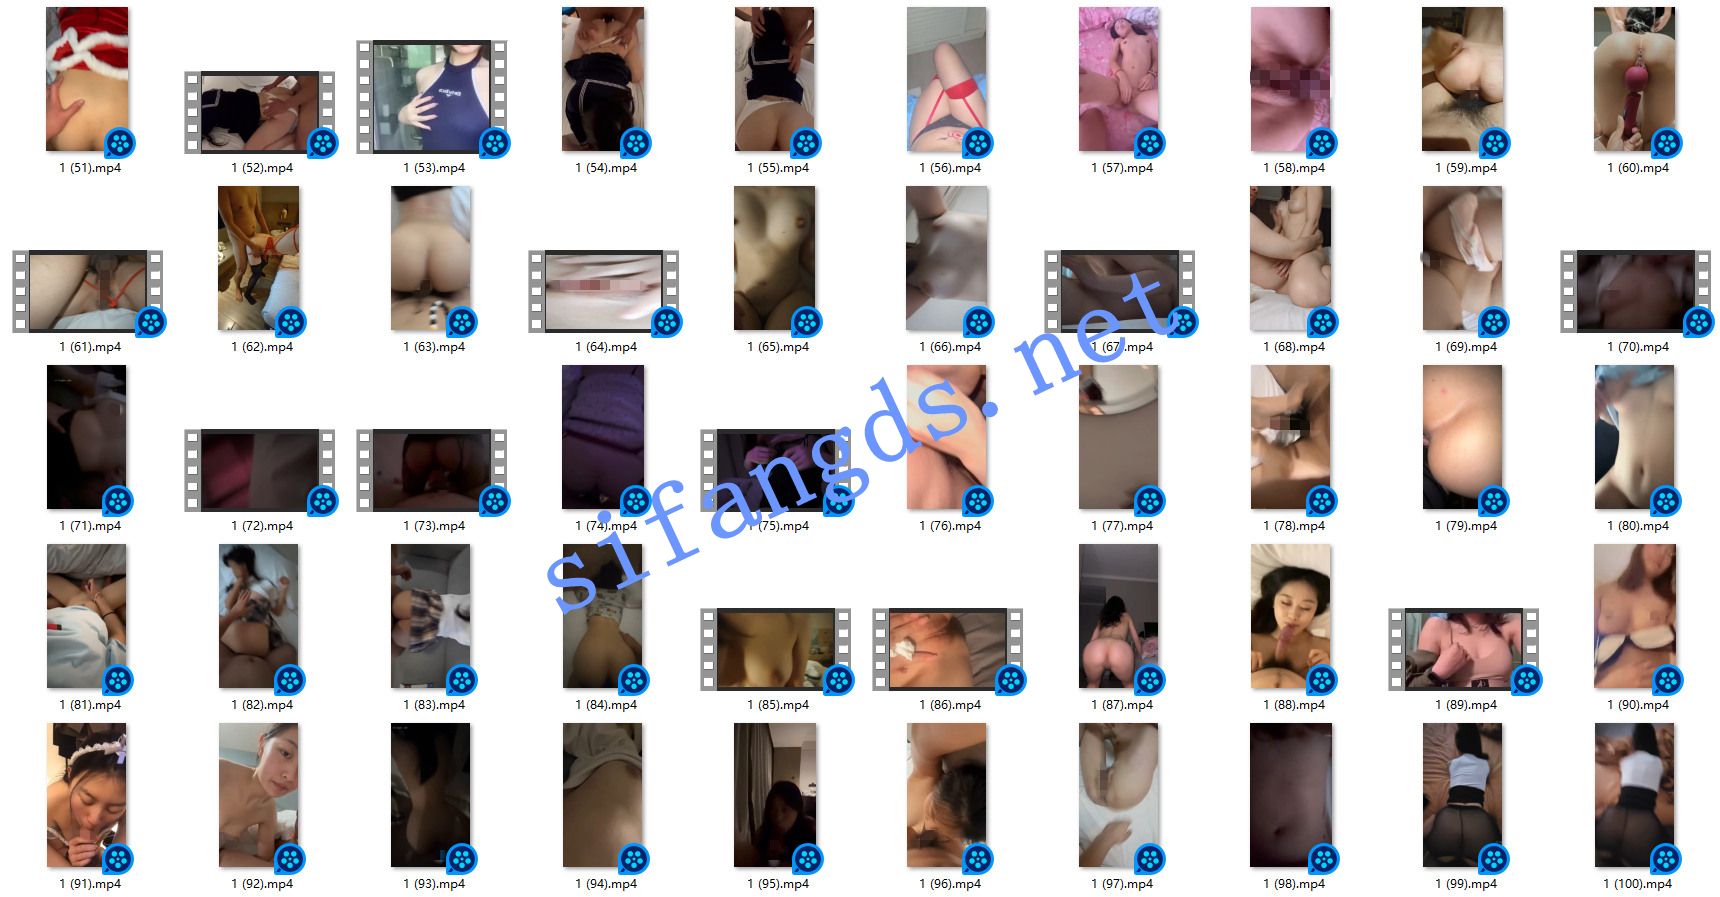 1 (51).mp4
1 (52).mp4
1 (53).mp4
1 (54).mp4
1 (55).mp4
1 (56).mp4
1 (57).mp4
1 (58).mp4
1 (59).mp4
1 (60).mp4
1 (61).mp4
1 (62).mp4
1 (63).mp4
1 (64).mp4
1 (65).mp4
1 (66).mp4
1 (67).mp4
1 (68).mp4
1 (69).mp4
1 (70).mp4
1 (71).mp4
1 (72).mp4
1 (73).mp4
1 (74).mp4
1 (75).mp4
1 (76).mp4
1 (77).mp4
1 (78).mp4
1 (79).mp4
1 (80).mp4
sifangds.net
1 (81).mp4
1 (82).mp4
1 (83).mp4
1 (84).mp4
1 (85).mp4
1 (86).mp4
1 (87).mp4
1 (88).mp4
1 (89).mp4
1 (90).mp4
1 (91).mp4
1 (92).mp4
1 (93).mp4
1 (94).mp4
1 (95).mp4
1 (96).mp4
1 (97).mp4
1 (98).mp4
1 (99).mp4
1 (100).mp4